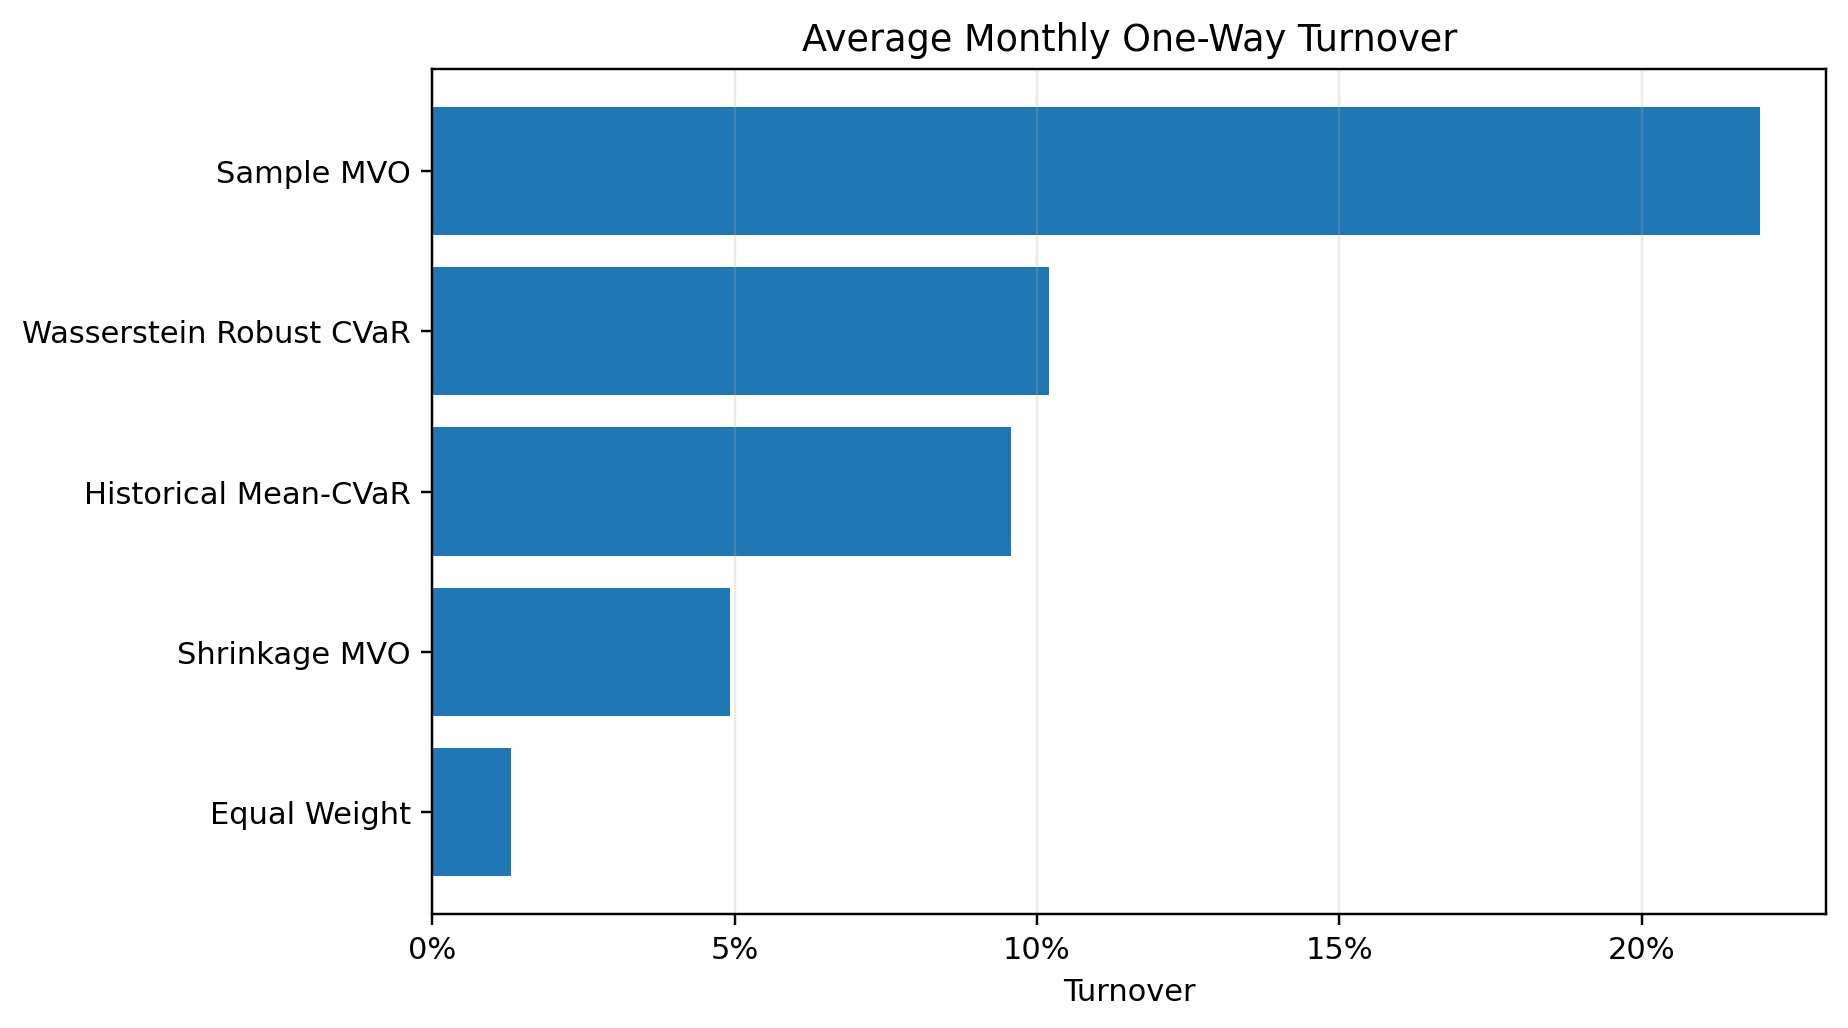 Average Monthly One-Way Turnover
Sample MVO
Wasserstein Robust CVaR
Historical Mean-CVaR
Shrinkage MVO
Equal Weight
0% 5% 10% 15% 20%
Turnover